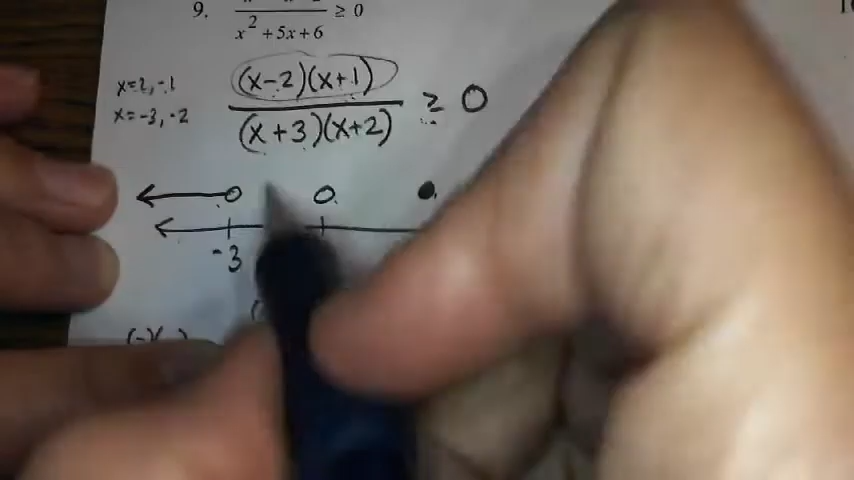 9. x² + 5x + 6 ≥ 0
x=2,-1 (x-2)(x+1)
x=-3,-2 (x+3)(x+2) ≥ 0
-3
(-)( )